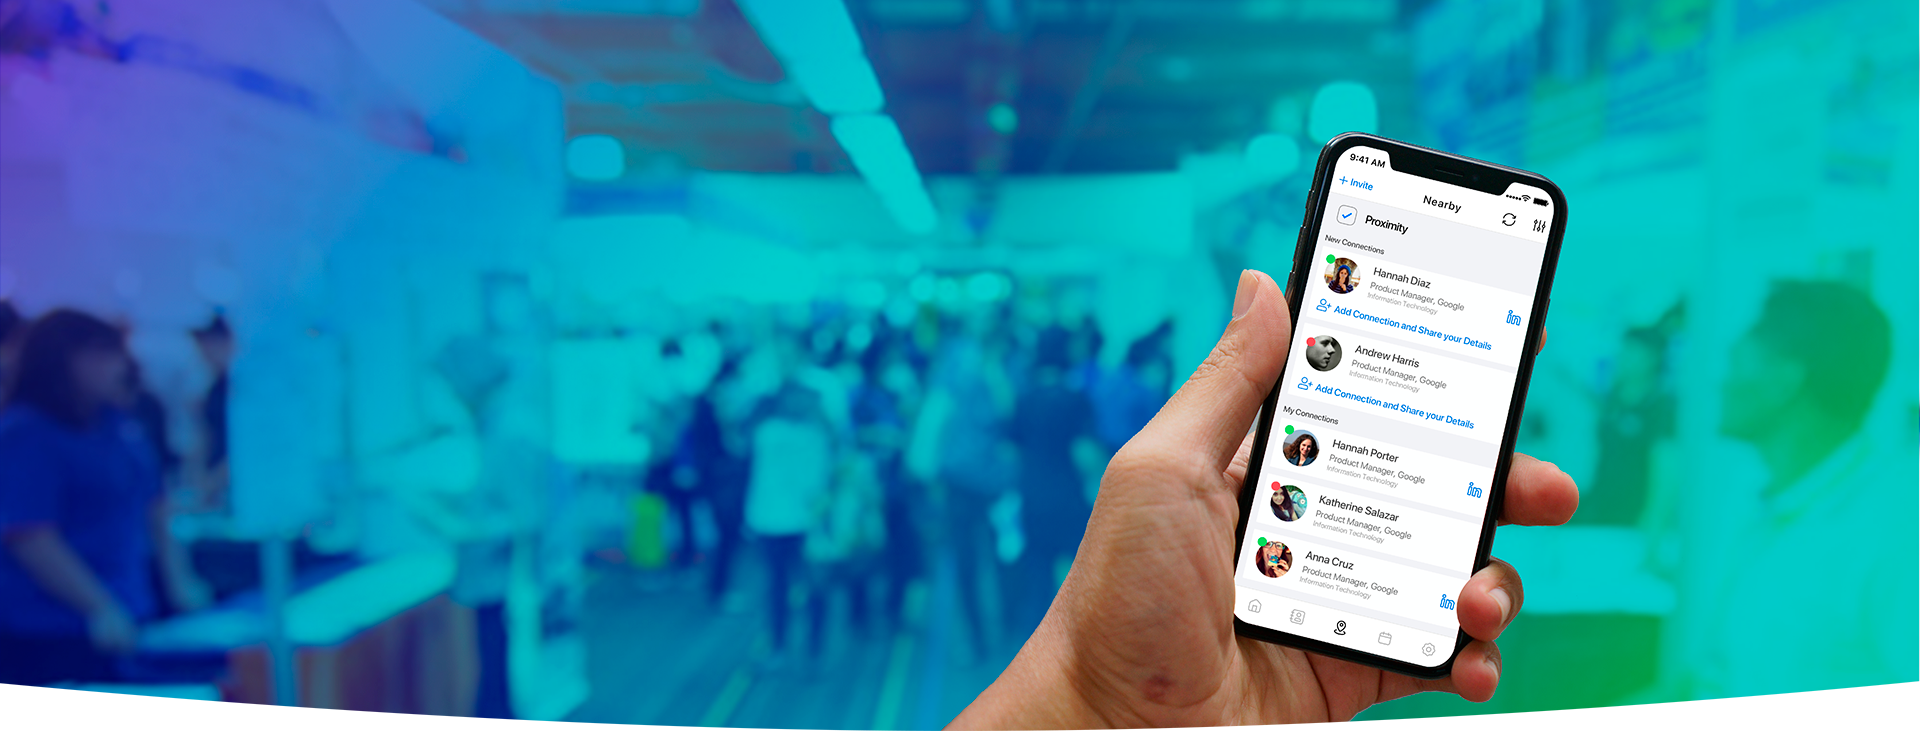 9:41 AM
+ Invite
Nearby
Proximity
New Connections
Hannah Diaz
Product Manager, Google
Information Technology
in
Add Connection and Share your Details
Andrew Harris
Product Manager, Google
Information Technology
Add Connection and Share your Details
My Connections
Hannah Porter
Product Manager, Google
Information Technology
in
Katherine Salazar
Product Manager, Google
Information Technology
Anna Cruz
Product Manager, Google
Information Technology
in